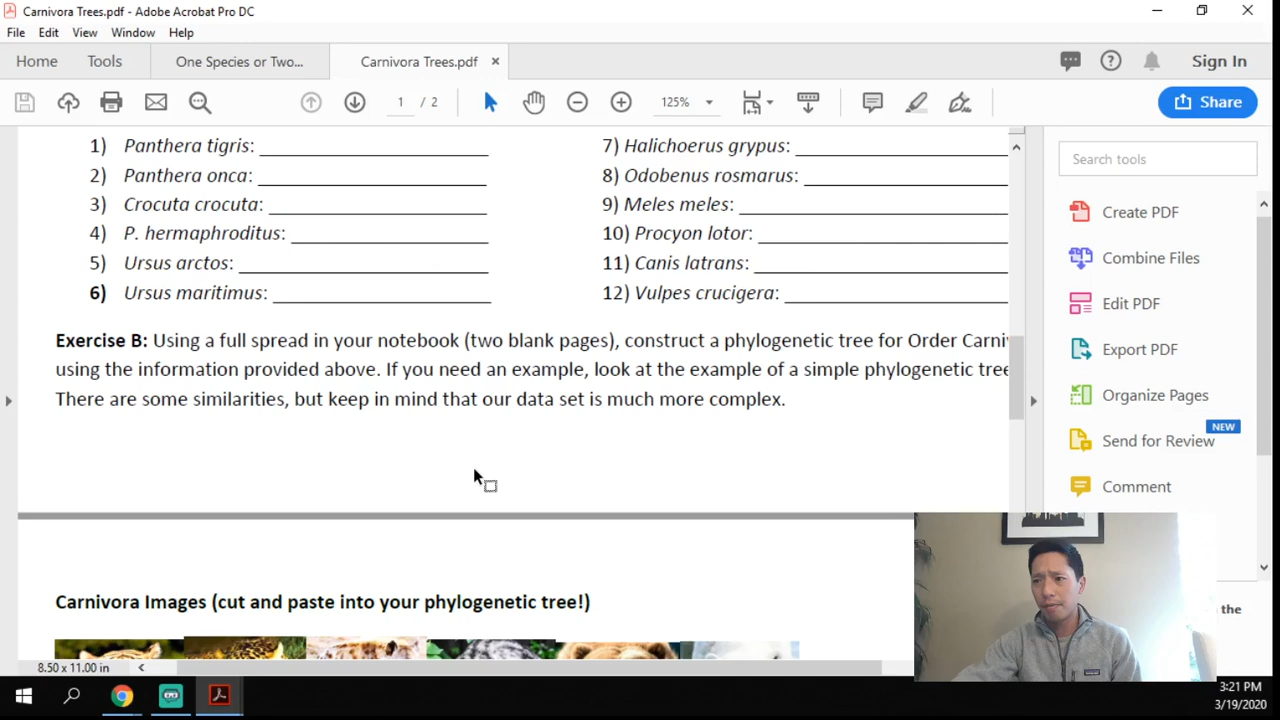 Carnivora Trees.pdf - Adobe Acrobat Pro DC
File Edit View Window Help
Home Tools One Species or Two... Carnivora Trees.pdf × Sign In
1 / 2 125% Share
1) Panthera tigris: 7) Halichoerus grypus:
2) Panthera onca: 8) Odobenus rosmarus:
3) Crocuta crocuta: 9) Meles meles:
4) P. hermaphroditus: 10) Procyon lotor:
5) Ursus arctos: 11) Canis latrans:
6) Ursus maritimus: 12) Vulpes crucigera:
Exercise B: Using a full spread in your notebook (two blank pages), construct a phylogenetic tree for Order Carni
using the information provided above. If you need an example, look at the example of a simple phylogenetic tree
There are some similarities, but keep in mind that our data set is much more complex.
Carnivora Images (cut and paste into your phylogenetic tree!)
8.50 x 11.00 in
Search tools
Create PDF
Combine Files
Edit PDF
Export PDF
Organize Pages
NEW
Send for Review
Comment
the
3:21 PM
3/19/2020